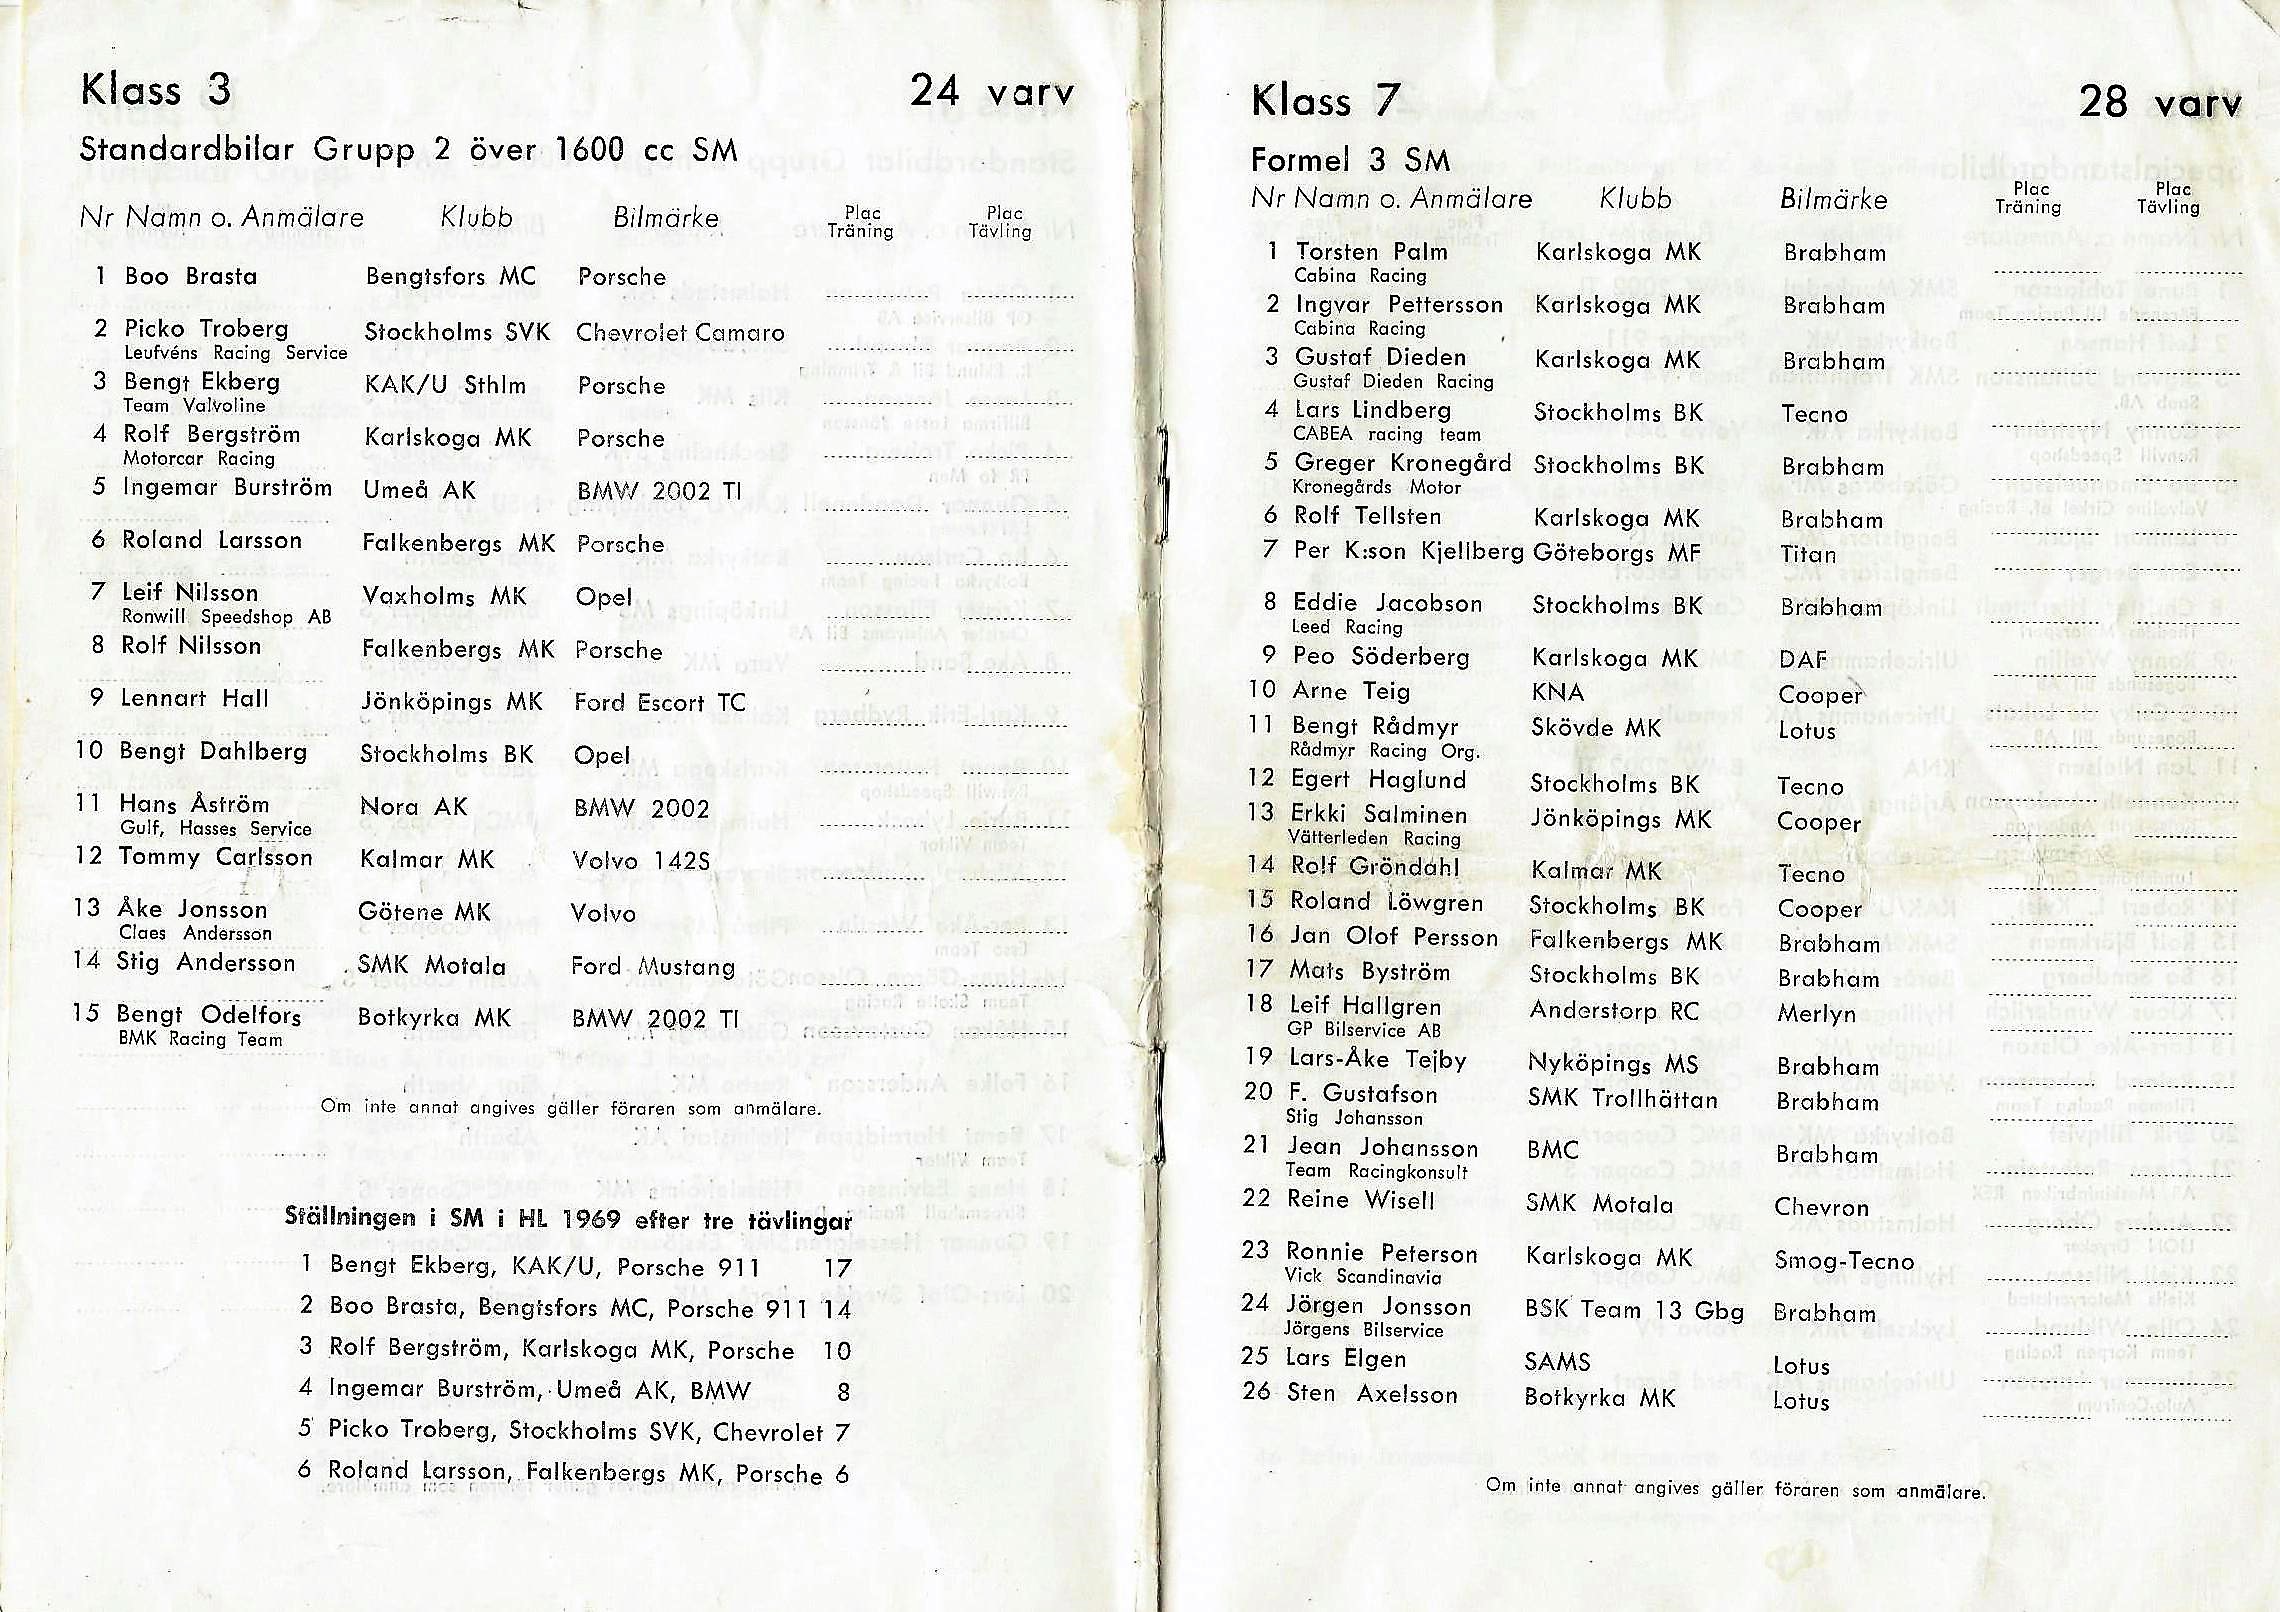 Klass 3 24 varv
Standardbilar Grupp 2 över 1600 cc SM
Nr Namn o. Anmälare Klubb Bilmärke Plac Träning Plac Tävling
1 Boo Brasta Bengtsfors MC Porsche
2 Picko Troberg Stockholms SVK Chevrolet Camaro
Leufvéns Racing Service
3 Bengt Ekberg KAK/U Sthlm Porsche
Team Valvoline
4 Rolf Bergström Karlskoga MK Porsche
Motorcar Racing
5 Ingemar Burström Umeå AK BMW 2002 TI
6 Roland Larsson Falkenbergs MK Porsche
7 Leif Nilsson Vaxholms MK Opel
Ronwill Speedshop AB
8 Rolf Nilsson Falkenbergs MK Porsche
9 Lennart Hall Jönköpings MK Ford Escort TC
10 Bengt Dahlberg Stockholms BK Opel
11 Hans Åström Nora AK BMW 2002
Gulf, Hasses Service
12 Tommy Carlsson Kalmar MK Volvo 142S
13 Åke Jonsson Götene MK Volvo
Claes Andersson
14 Stig Andersson SMK Motala Ford Mustang
15 Bengt Odelfors Botkyrka MK BMW 2002 TI
BMK Racing Team
Om inte annat angives gäller föraren som anmälare.
Ställningen i SM i HL 1969 efter tre tävlingar
1 Bengt Ekberg, KAK/U, Porsche 911 17
2 Boo Brasta, Bengtsfors MC, Porsche 911 14
3 Rolf Bergström, Karlskoga MK, Porsche 10
4 Ingemar Burström, Umeå AK, BMW 8
5 Picko Troberg, Stockholms SVK, Chevrolet 7
6 Roland Larsson, Falkenbergs MK, Porsche 6
Klass 7 28 varv
Formel 3 SM
Nr Namn o. Anmälare Klubb Bilmärke Plac Träning Plac Tävling
1 Torsten Palm Karlskoga MK Brabham
Cabina Racing
2 Ingvar Pettersson Karlskoga MK Brabham
Cabina Racing
3 Gustaf Dieden Karlskoga MK Brabham
Gustaf Dieden Racing
4 Lars Lindberg Stockholms BK Tecno
CABEA racing team
5 Greger Kronegård Stockholms BK Brabham
Kronegårds Motor
6 Rolf Tellsten Karlskoga MK Brabham
7 Per K:son Kjellberg Göteborgs MF Titan
8 Eddie Jacobson Stockholms BK Brabham
Leed Racing
9 Peo Söderberg Karlskoga MK DAF
10 Arne Teig KNA Cooper
11 Bengt Rådmyr Skövde MK Lotus
Rådmyr Racing Org.
12 Egert Haglund Stockholms BK Tecno
13 Erkki Salminen Jönköpings MK Cooper
Vätterleden Racing
14 Rolf Gröndahl Kalmar MK Tecno
15 Roland Löwgren Stockholms BK Cooper
16 Jan Olof Persson Falkenbergs MK Brabham
17 Mats Byström Stockholms BK Brabham
18 Leif Hallgren Anderstorp RC Merlyn
GP Bilservice AB
19 Lars-Åke Tejby Nyköpings MS Brabham
20 F. Gustafson SMK Trollhättan Brabham
Stig Johansson
21 Jean Johansson BMC Brabham
Team Racingkonsult
22 Reine Wisell SMK Motala Chevron
23 Ronnie Peterson Karlskoga MK Smog-Tecno
Vick Scandinavia
24 Jörgen Jonsson BSK Team 13 Gbg Brabham
Jörgens Bilservice
25 Lars Elgen SAMS Lotus
26 Sten Axelsson Botkyrka MK Lotus
Om inte annat angives gäller föraren som anmälare.